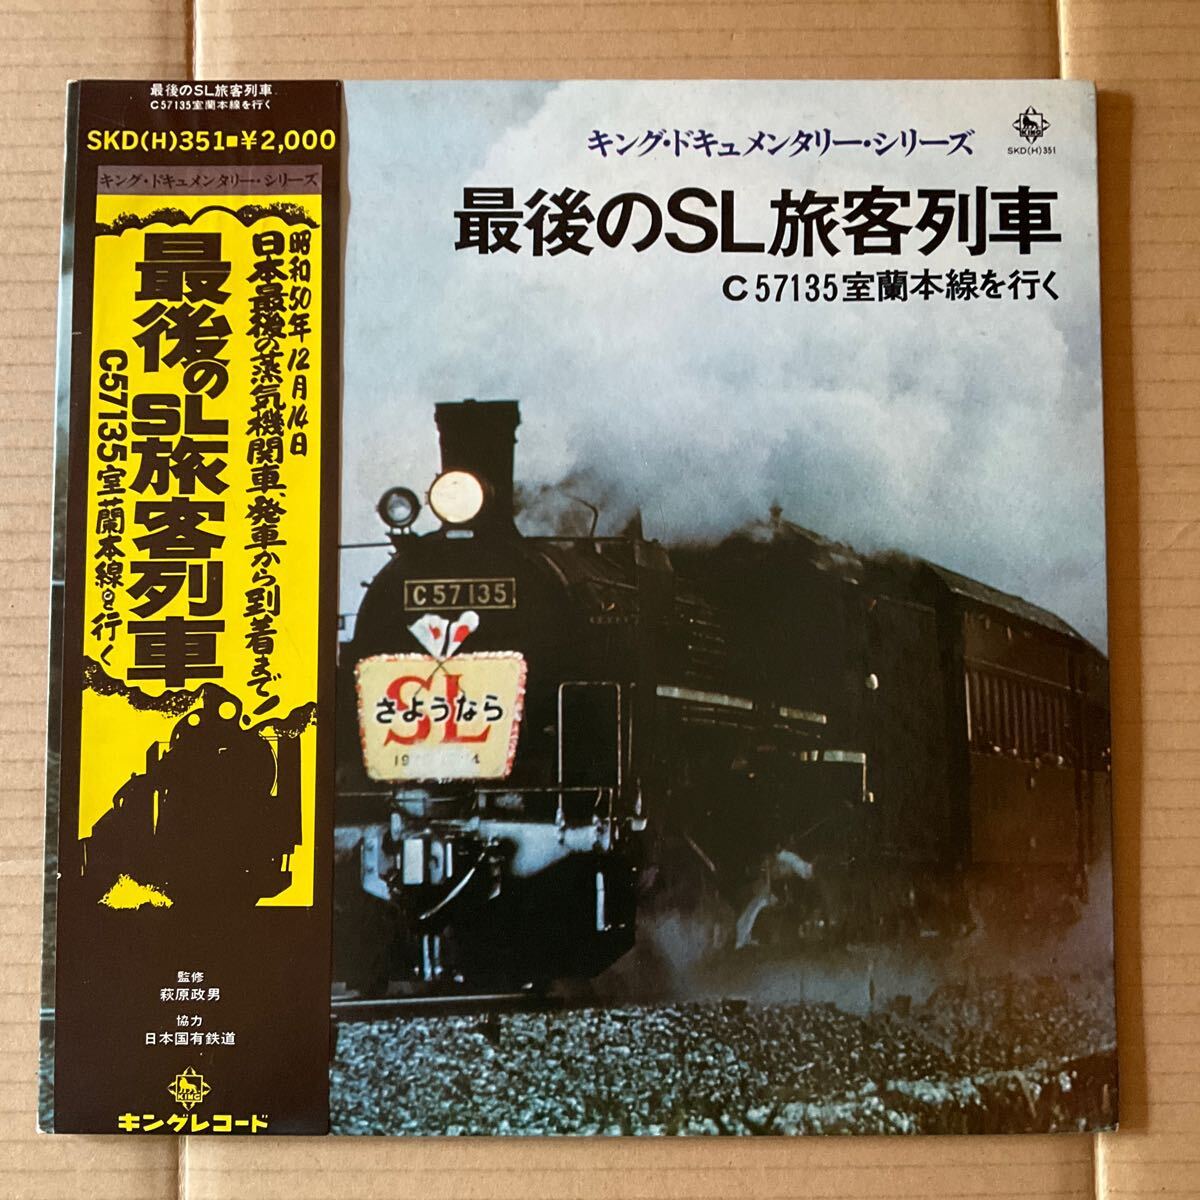 最後のSL旅客列車
C57135室蘭本線を行く
SKD(H)351■¥2,000
キング・ドキュメンタリー・シリーズ
昭和50年12月14日
日本最後の蒸気機関車、発車から到着まで!
最後のSL旅客列車
C57135室蘭本線を行く
監修
萩原政男
協力
日本国有鉄道
KING
キングレコード
キング・ドキュメンタリー・シリーズ
KING
SKD(H)351
最後のSL旅客列車
C57135室蘭本線を行く
C57135
SL
さようなら